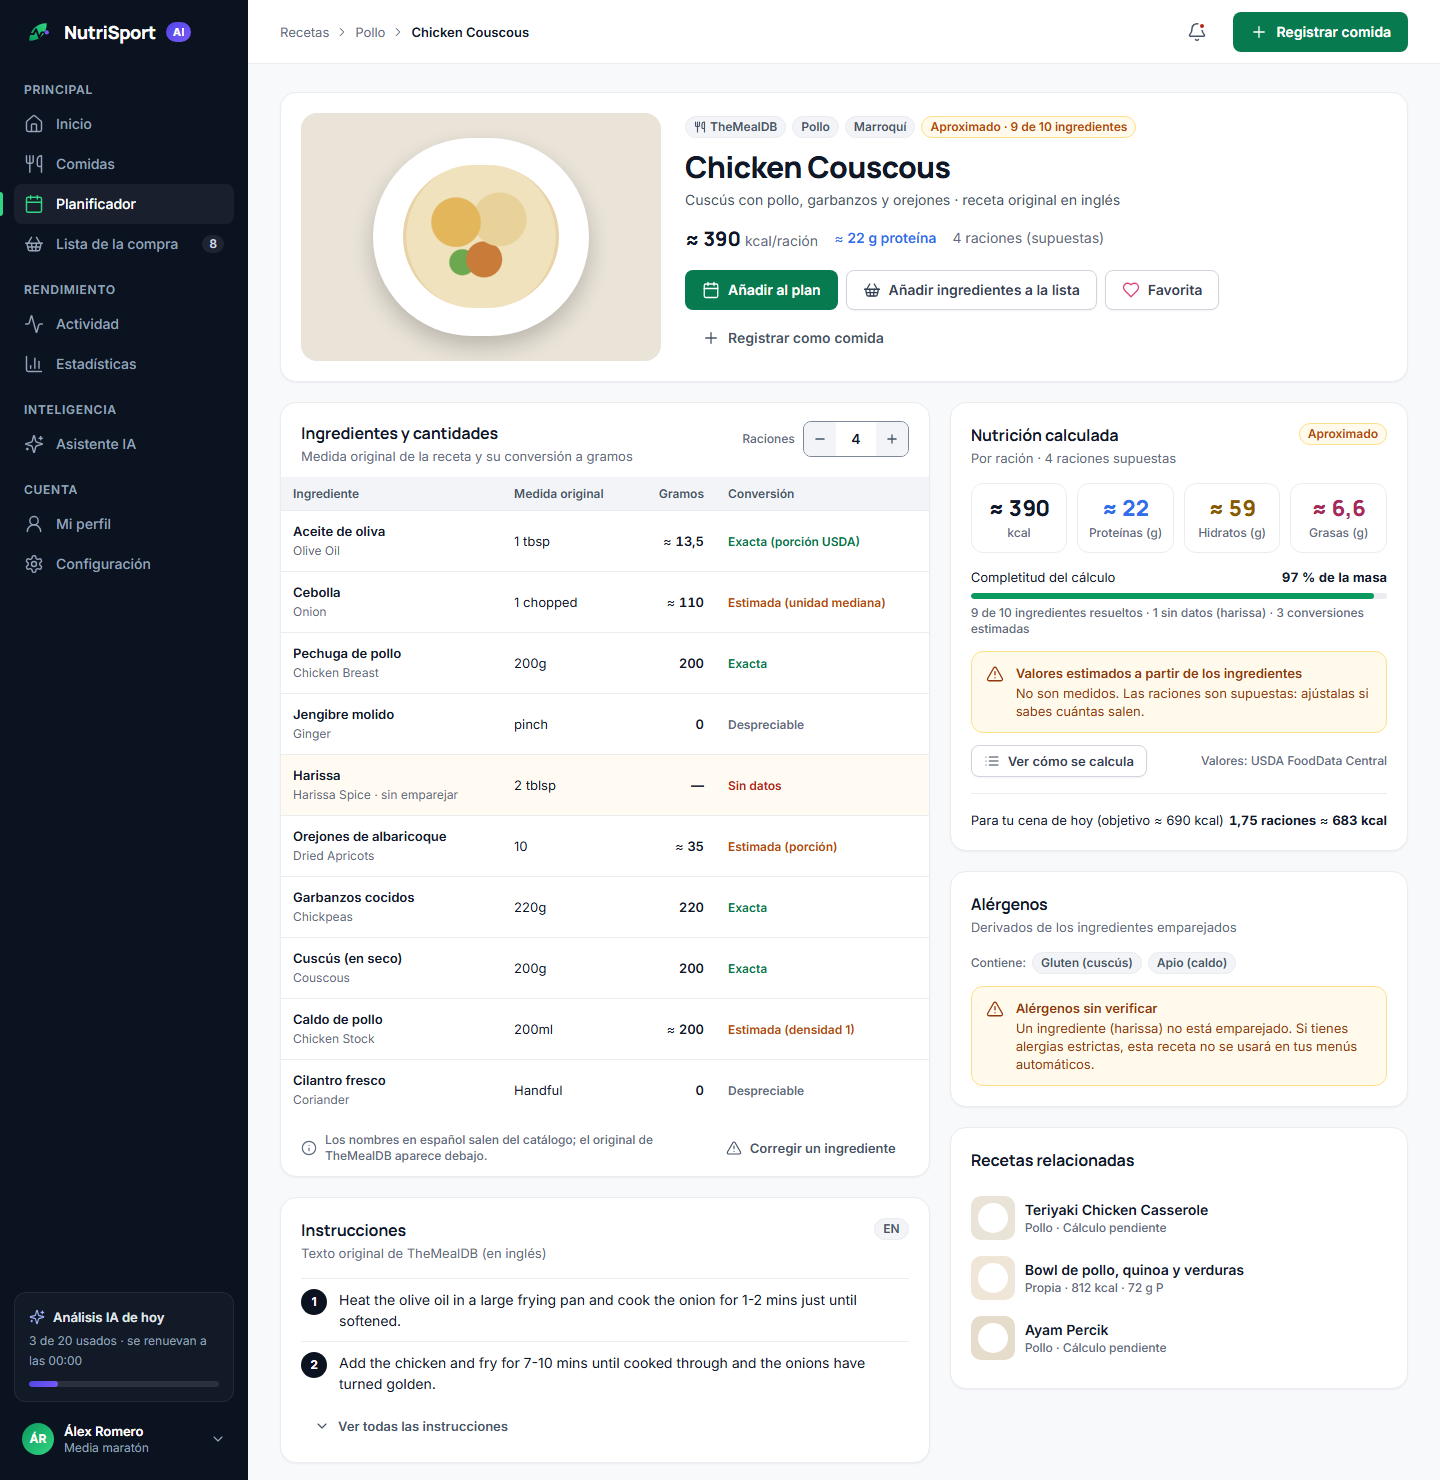 NutriSport AI
PRINCIPAL
Inicio
Comidas
Planificador
Lista de la compra 8
RENDIMIENTO
Actividad
Estadísticas
INTELIGENCIA
Asistente IA
CUENTA
Mi perfil
Configuración
Análisis IA de hoy
3 de 20 usados · se renuevan a
las 00:00
ÁR
Álex Romero
Media maratón
Recetas > Pollo > Chicken Couscous
+ Registrar comida
TheMealDB Pollo Marroquí Aproximado · 9 de 10 ingredientes
Chicken Couscous
Cuscús con pollo, garbanzos y orejones · receta original en inglés
≈ 390 kcal/ración ≈ 22 g proteína 4 raciones (supuestas)
Añadir al plan Añadir ingredientes a la lista Favorita
+ Registrar como comida
Ingredientes y cantidades
Medida original de la receta y su conversión a gramos
Raciones − 4 +
Ingrediente Medida original Gramos Conversión
Aceite de oliva
Olive Oil
1 tbsp ≈ 13,5 Exacta (porción USDA)
Cebolla
Onion
1 chopped ≈ 110 Estimada (unidad mediana)
Pechuga de pollo
Chicken Breast
200g 200 Exacta
Jengibre molido
Ginger
pinch 0 Despreciable
Harissa
Harissa Spice · sin emparejar
2 tblsp — Sin datos
Orejones de albaricoque
Dried Apricots
10 ≈ 35 Estimada (porción)
Garbanzos cocidos
Chickpeas
220g 220 Exacta
Cuscús (en seco)
Couscous
200g 200 Exacta
Caldo de pollo
Chicken Stock
200ml ≈ 200 Estimada (densidad 1)
Cilantro fresco
Coriander
Handful 0 Despreciable
Los nombres en español salen del catálogo; el original de
TheMealDB aparece debajo.
Corregir un ingrediente
Instrucciones
Texto original de TheMealDB (en inglés)
EN
1 Heat the olive oil in a large frying pan and cook the onion for 1-2 mins just until
softened.
2 Add the chicken and fry for 7-10 mins until cooked through and the onions have
turned golden.
Ver todas las instrucciones
Nutrición calculada
Aproximado
Por ración · 4 raciones supuestas
≈ 390 ≈ 22 ≈ 59 ≈ 6,6
kcal Proteínas (g) Hidratos (g) Grasas (g)
Completitud del cálculo 97 % de la masa
9 de 10 ingredientes resueltos · 1 sin datos (harissa) · 3 conversiones
estimadas
Valores estimados a partir de los ingredientes
No son medidos. Las raciones son supuestas: ajústalas si
sabes cuántas salen.
Ver cómo se calcula Valores: USDA FoodData Central
Para tu cena de hoy (objetivo ≈ 690 kcal) 1,75 raciones ≈ 683 kcal
Alérgenos
Derivados de los ingredientes emparejados
Contiene: Gluten (cuscús) Apio (caldo)
Alérgenos sin verificar
Un ingrediente (harissa) no está emparejado. Si tienes
alergias estrictas, esta receta no se usará en tus menús
automáticos.
Recetas relacionadas
Teriyaki Chicken Casserole
Pollo · Cálculo pendiente
Bowl de pollo, quinoa y verduras
Propia · 812 kcal · 72 g P
Ayam Percik
Pollo · Cálculo pendiente